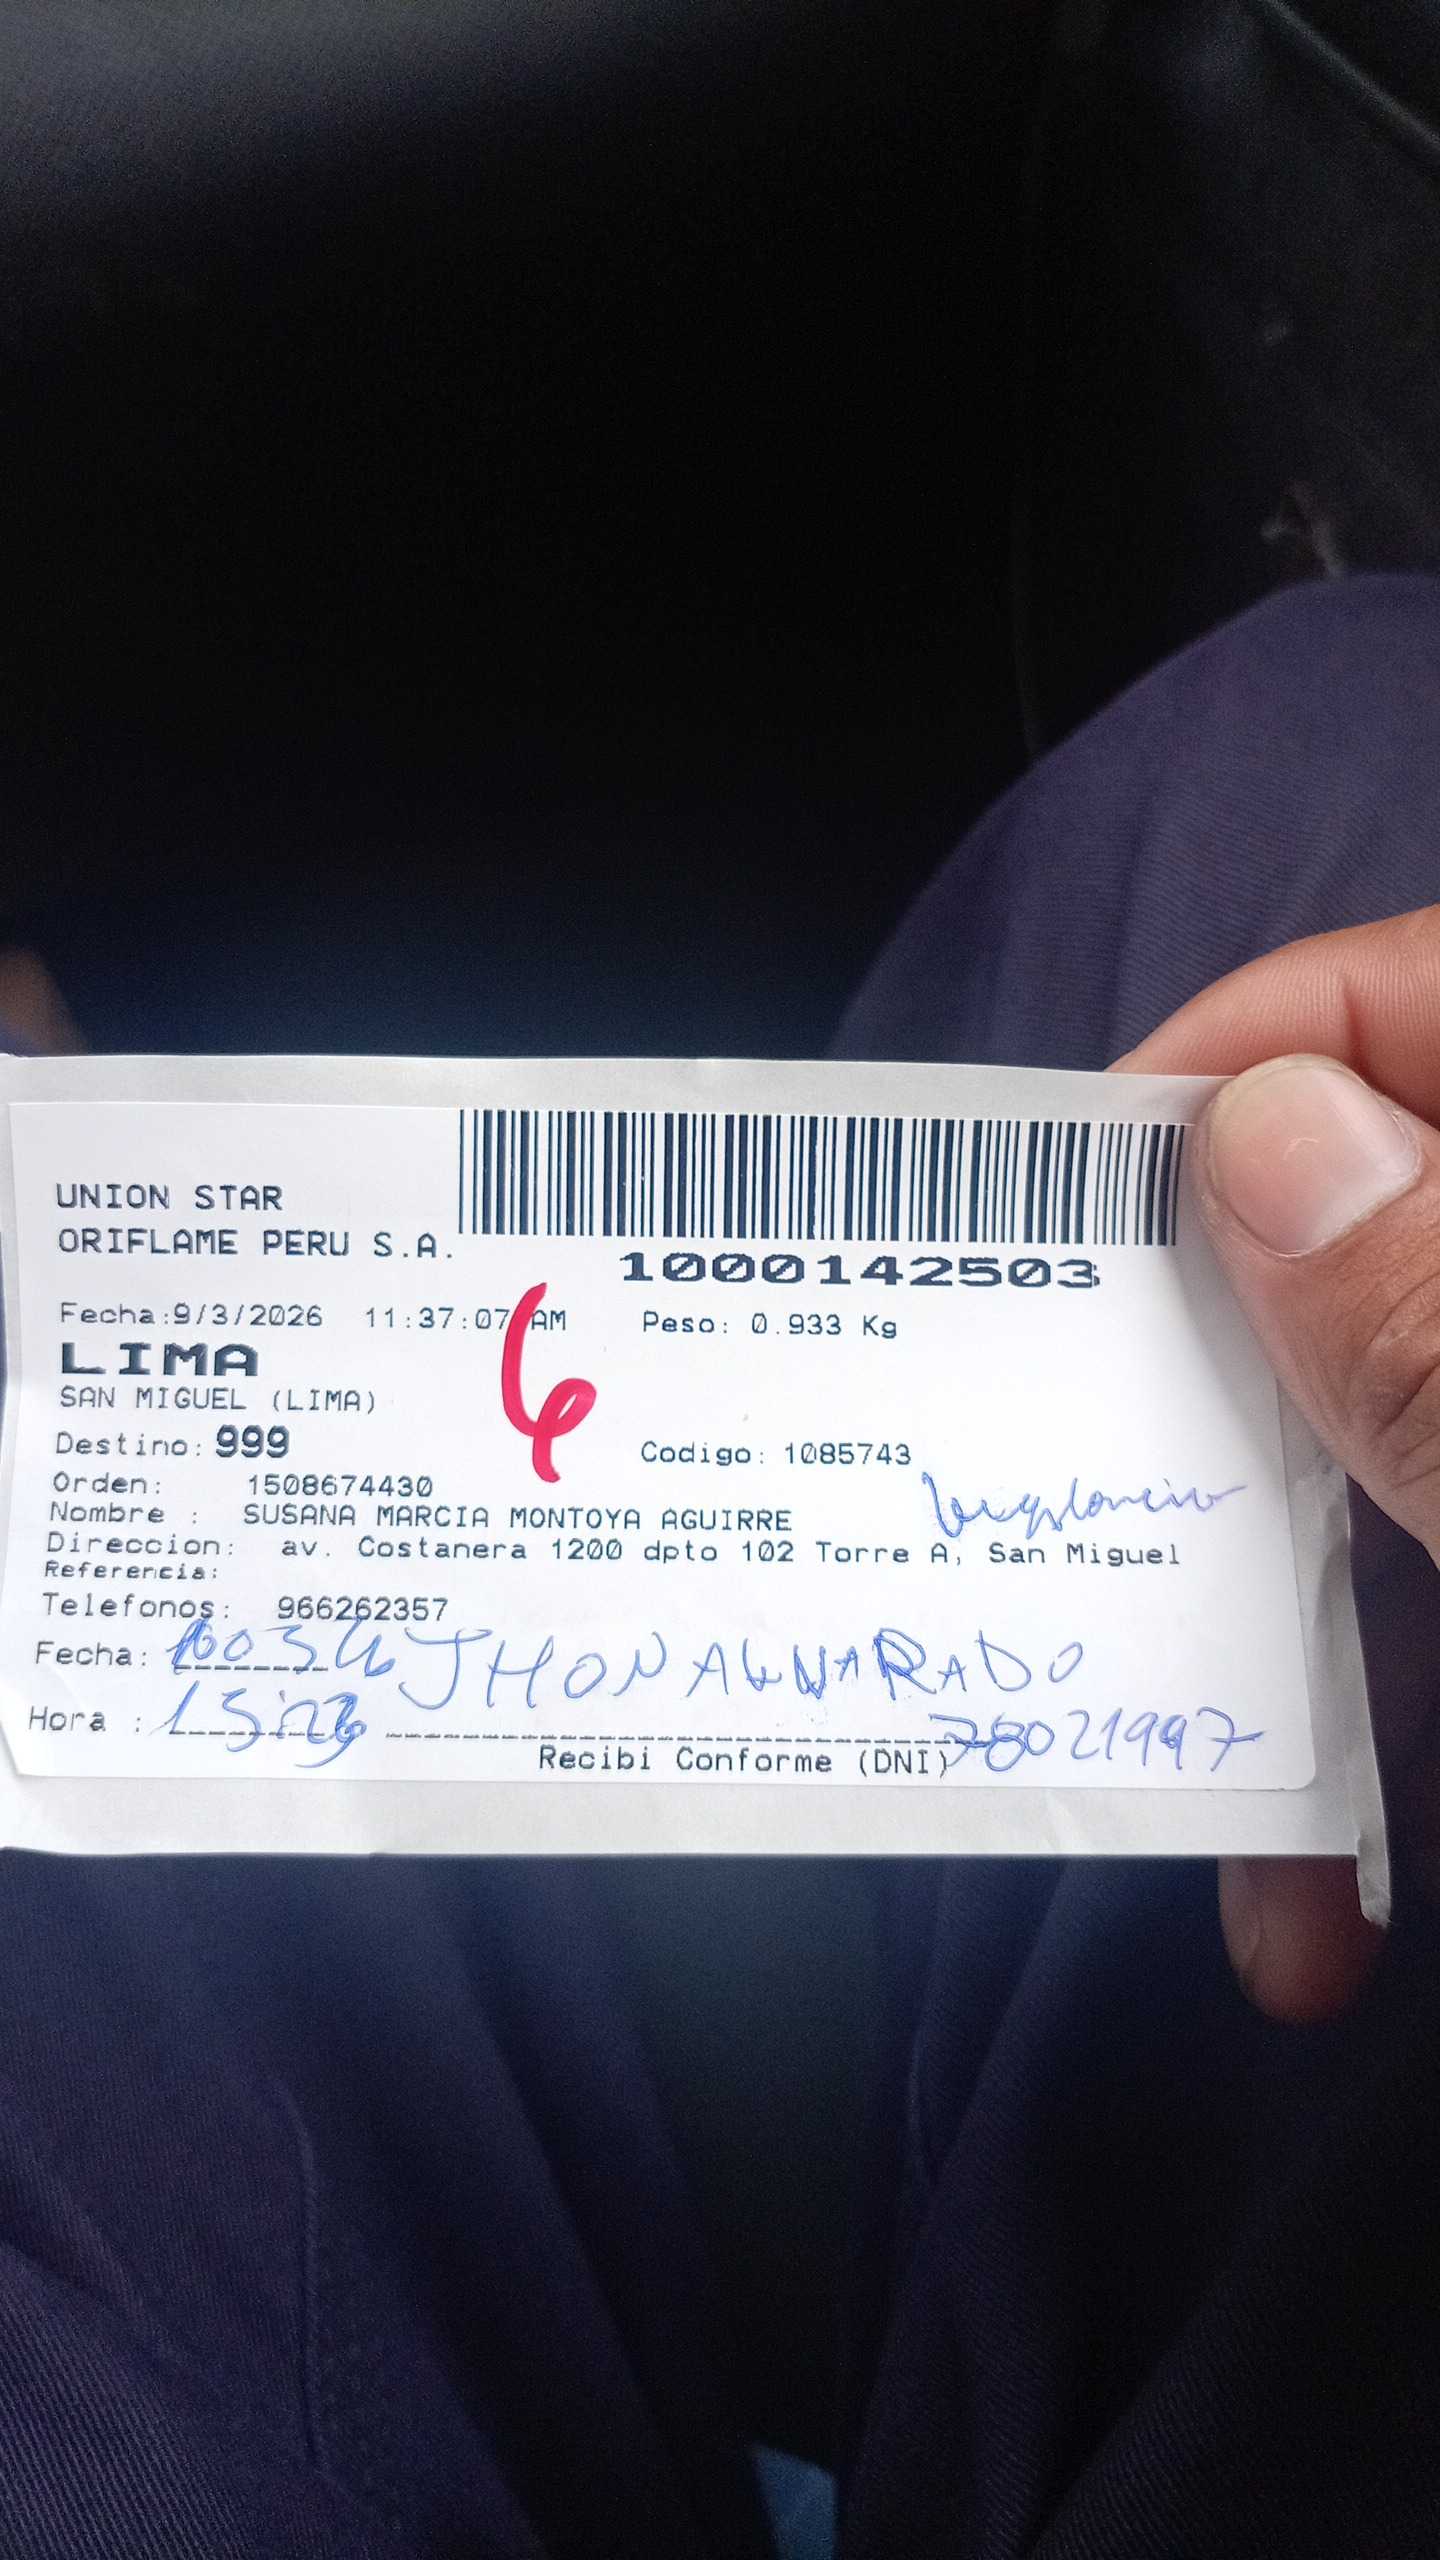 UNION STAR
ORIFLAME PERU S.A.
1000142503
Fecha:9/3/2026 11:37:07 AM Peso: 0.933 Kg
6
LIMA
SAN MIGUEL (LIMA)
Destino: 999 Codigo: 1085743
Orden: 1508674430
Nombre : SUSANA MARCIA MONTOYA AGUIRRE
Direccion: av. Costanera 1200 dpto 102 Torre A, San Miguel
Referencia:
Telefonos: 966262357
Fecha: JHON ALVARADO
Hora :
Recibi Conforme (DNI) 78021997